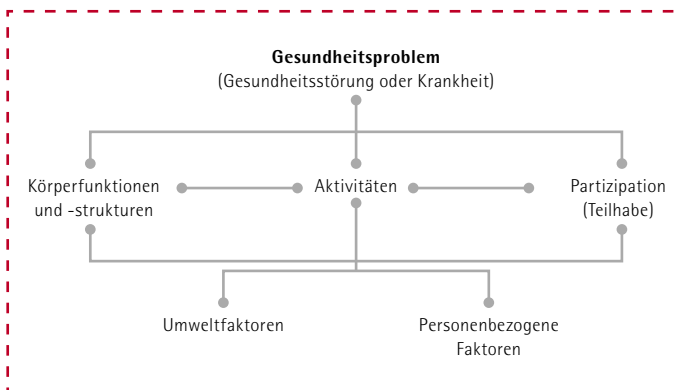 Gesundheitsproblem
(Gesundheitsstörung oder Krankheit)
Körperfunktionen
und -strukturen
Aktivitäten
Partizipation
(Teilhabe)
Umweltfaktoren
Personenbezogene
Faktoren